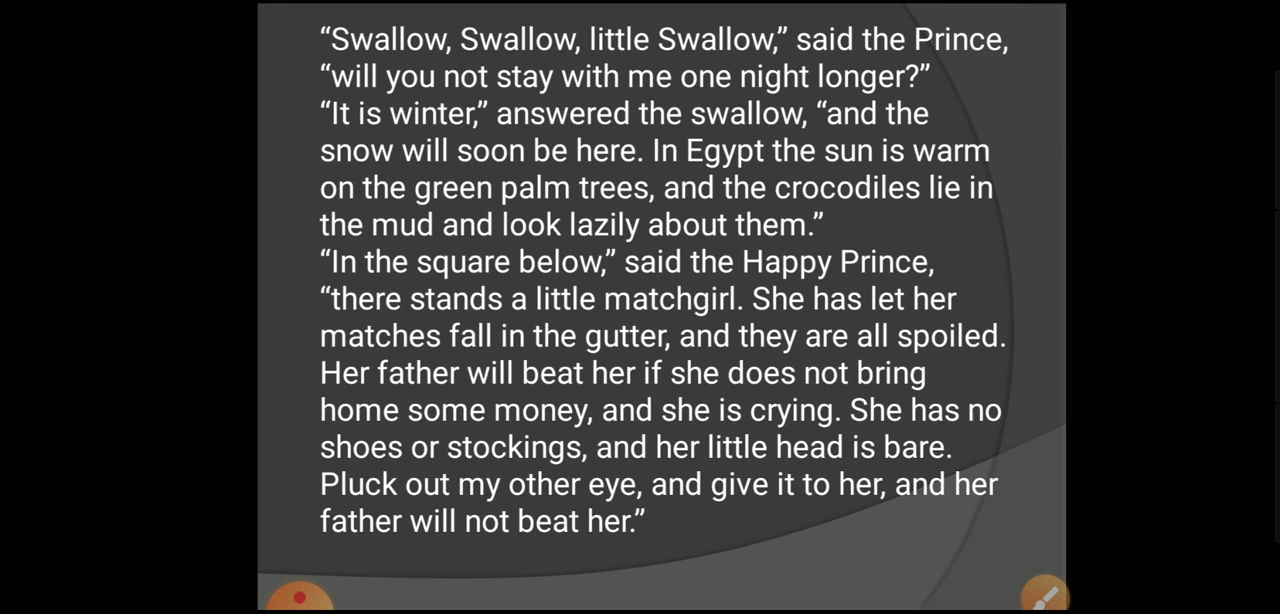 “Swallow, Swallow, little Swallow,” said the Prince,
“will you not stay with me one night longer?”
“It is winter,” answered the swallow, “and the
snow will soon be here. In Egypt the sun is warm
on the green palm trees, and the crocodiles lie in
the mud and look lazily about them.”
“In the square below,” said the Happy Prince,
“there stands a little matchgirl. She has let her
matches fall in the gutter, and they are all spoiled.
Her father will beat her if she does not bring
home some money, and she is crying. She has no
shoes or stockings, and her little head is bare.
Pluck out my other eye, and give it to her, and her
father will not beat her.”